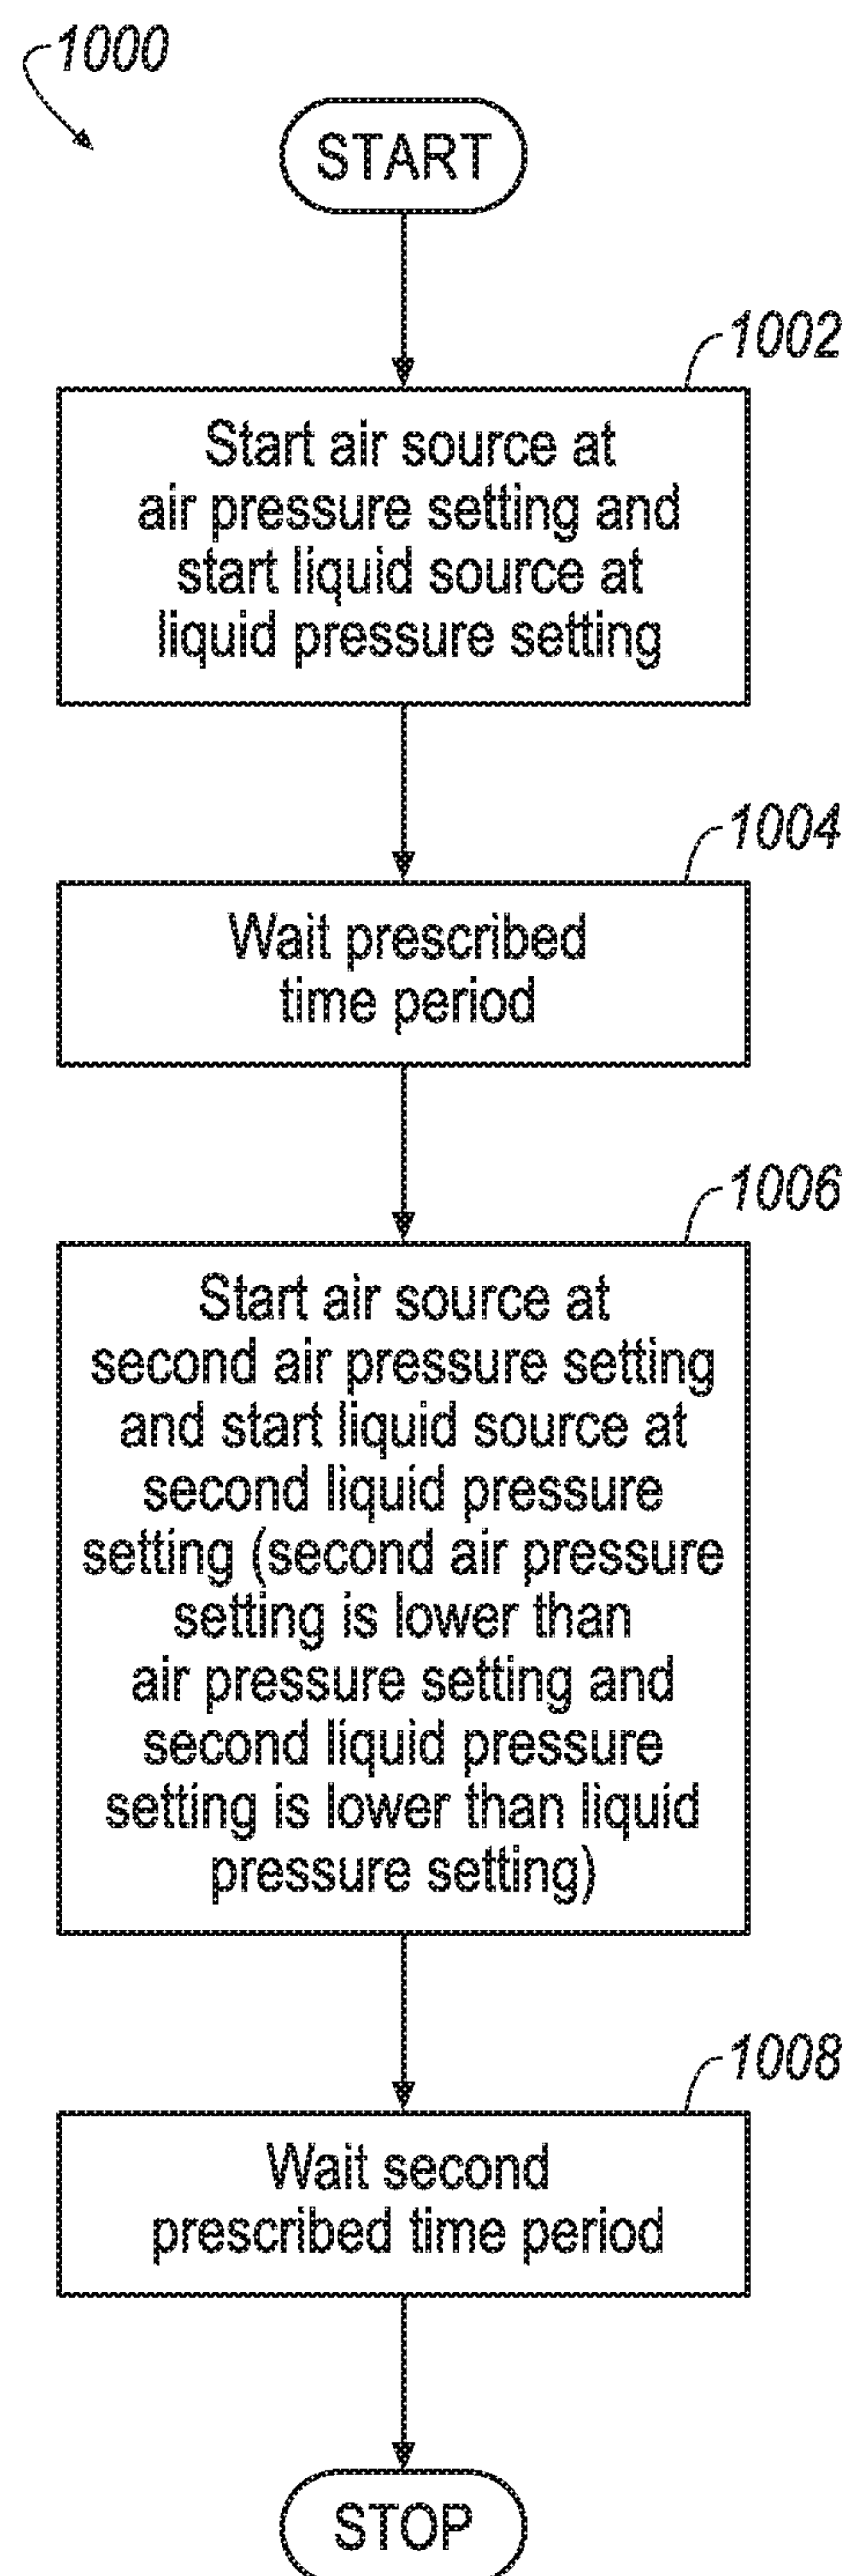 1000
START
1002
Start air source at
air pressure setting and
start liquid source at
liquid pressure setting
1004
Wait prescribed
time period
1006
Start air source at
second air pressure setting
and start liquid source at
second liquid pressure
setting (second air pressure
setting is lower than
air pressure setting and
second liquid pressure
setting is lower than liquid
pressure setting)
1008
Wait second
prescribed time period
STOP